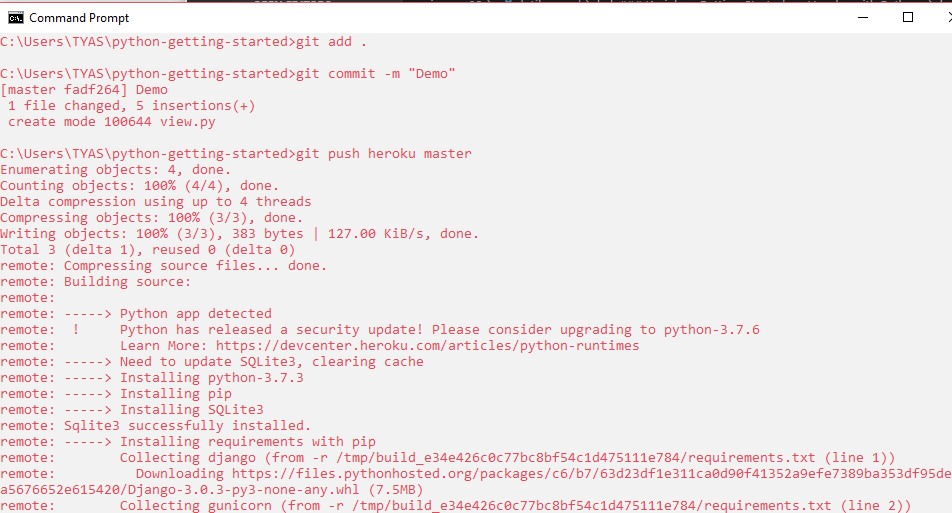 Command Prompt
C:\Users\TYAS\python-getting-started>git add .
C:\Users\TYAS\python-getting-started>git commit -m "Demo"
[master fadf264] Demo
1 file changed, 5 insertions(+)
create mode 100644 view.py
C:\Users\TYAS\python-getting-started>git push heroku master
Enumerating objects: 4, done.
Counting objects: 100% (4/4), done.
Delta compression using up to 4 threads
Compressing objects: 100% (3/3), done.
Writing objects: 100% (3/3), 383 bytes | 127.00 KiB/s, done.
Total 3 (delta 1), reused 0 (delta 0)
remote: Compressing source files... done.
remote: Building source:
remote:
remote: -----> Python app detected
remote:  !     Python has released a security update! Please consider upgrading to python-3.7.6
remote:        Learn More: https://devcenter.heroku.com/articles/python-runtimes
remote: -----> Need to update SQLite3, clearing cache
remote: -----> Installing python-3.7.3
remote: -----> Installing pip
remote: -----> Installing SQLite3
remote: Sqlite3 successfully installed.
remote: -----> Installing requirements with pip
remote:        Collecting django (from -r /tmp/build_e34e426c0c77bc8bf54c1d475111e784/requirements.txt (line 1))
remote:          Downloading https://files.pythonhosted.org/packages/c6/b7/63d23df1e311ca0d90f41352a9efe7389ba353df95de
a5676652e615420/Django-3.0.3-py3-none-any.whl (7.5MB)
remote:        Collecting gunicorn (from -r /tmp/build_e34e426c0c77bc8bf54c1d475111e784/requirements.txt (line 2))